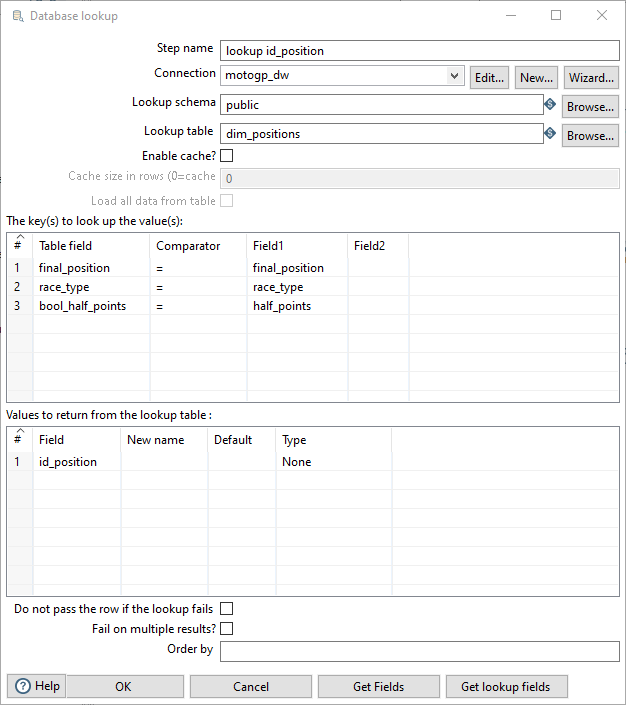 Database lookup
Step name lookup id_position
Connection motogp_dw Edit... New... Wizard...
Lookup schema public S Browse...
Lookup table dim_positions S Browse...
Enable cache?
Cache size in rows (0=cache 0
Load all data from table
The key(s) to look up the value(s):
# Table field Comparator Field1 Field2
1 final_position = final_position
2 race_type = race_type
3 bool_half_points = half_points
Values to return from the lookup table :
# Field New name Default Type
1 id_position None
Do not pass the row if the lookup fails
Fail on multiple results?
Order by
? Help OK Cancel Get Fields Get lookup fields